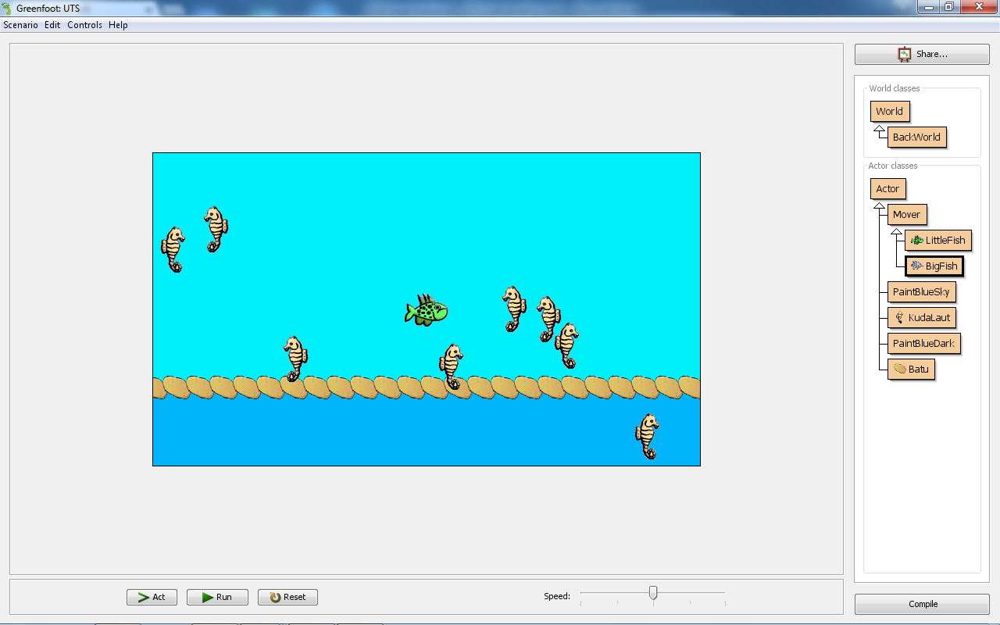 Greenfoot: UTS
Scenario Edit Controls Help
Share...
World classes
World
BackWorld
Actor classes
Actor
Mover
LittleFish
BigFish
PaintBlueSky
KudaLaut
PaintBlueDark
Batu
Act
Run
Reset
Speed:
Compile